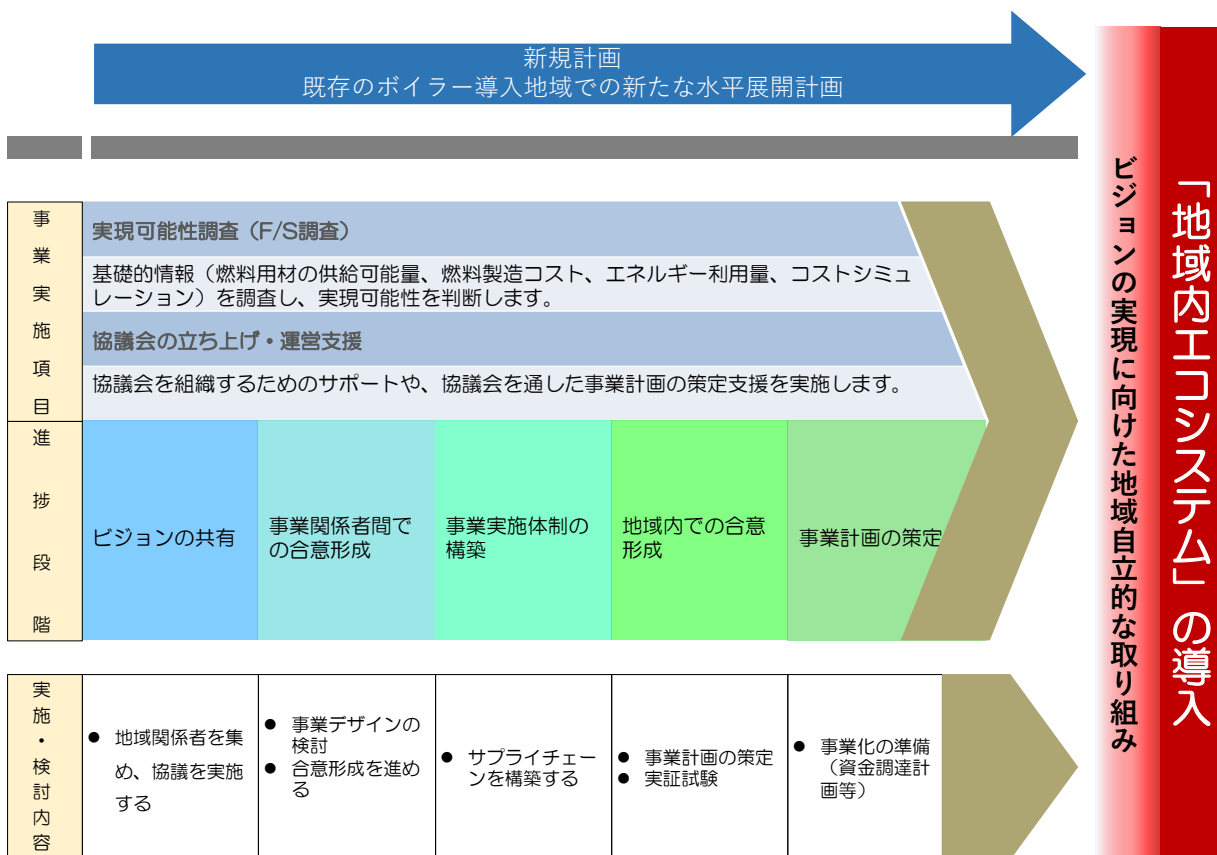 新規計画
既存のボイラー導入地域での新たな水平展開計画
事業実施項目
実現可能性調査（F/S調査）
基礎的情報（燃料用材の供給可能量、燃料製造コスト、エネルギー利用量、コストシミュ
レーション）を調査し、実現可能性を判断します。
協議会の立ち上げ・運営支援
協議会を組織するためのサポートや、協議会を通した事業計画の策定支援を実施します。
進捗段階
ビジョンの共有
事業関係者間で
の合意形成
事業実施体制の
構築
地域内での合意
形成
事業計画の策定
実施・検討内容
● 地域関係者を集
め、協議を実施
する
● 事業デザインの
検討
● 合意形成を進め
る
● サプライチェー
ンを構築する
● 事業計画の策定
● 実証試験
● 事業化の準備
（資金調達計
画等）
ビジョンの実現に向けた地域自立的な取り組み
「地域内エコシステム」の導入